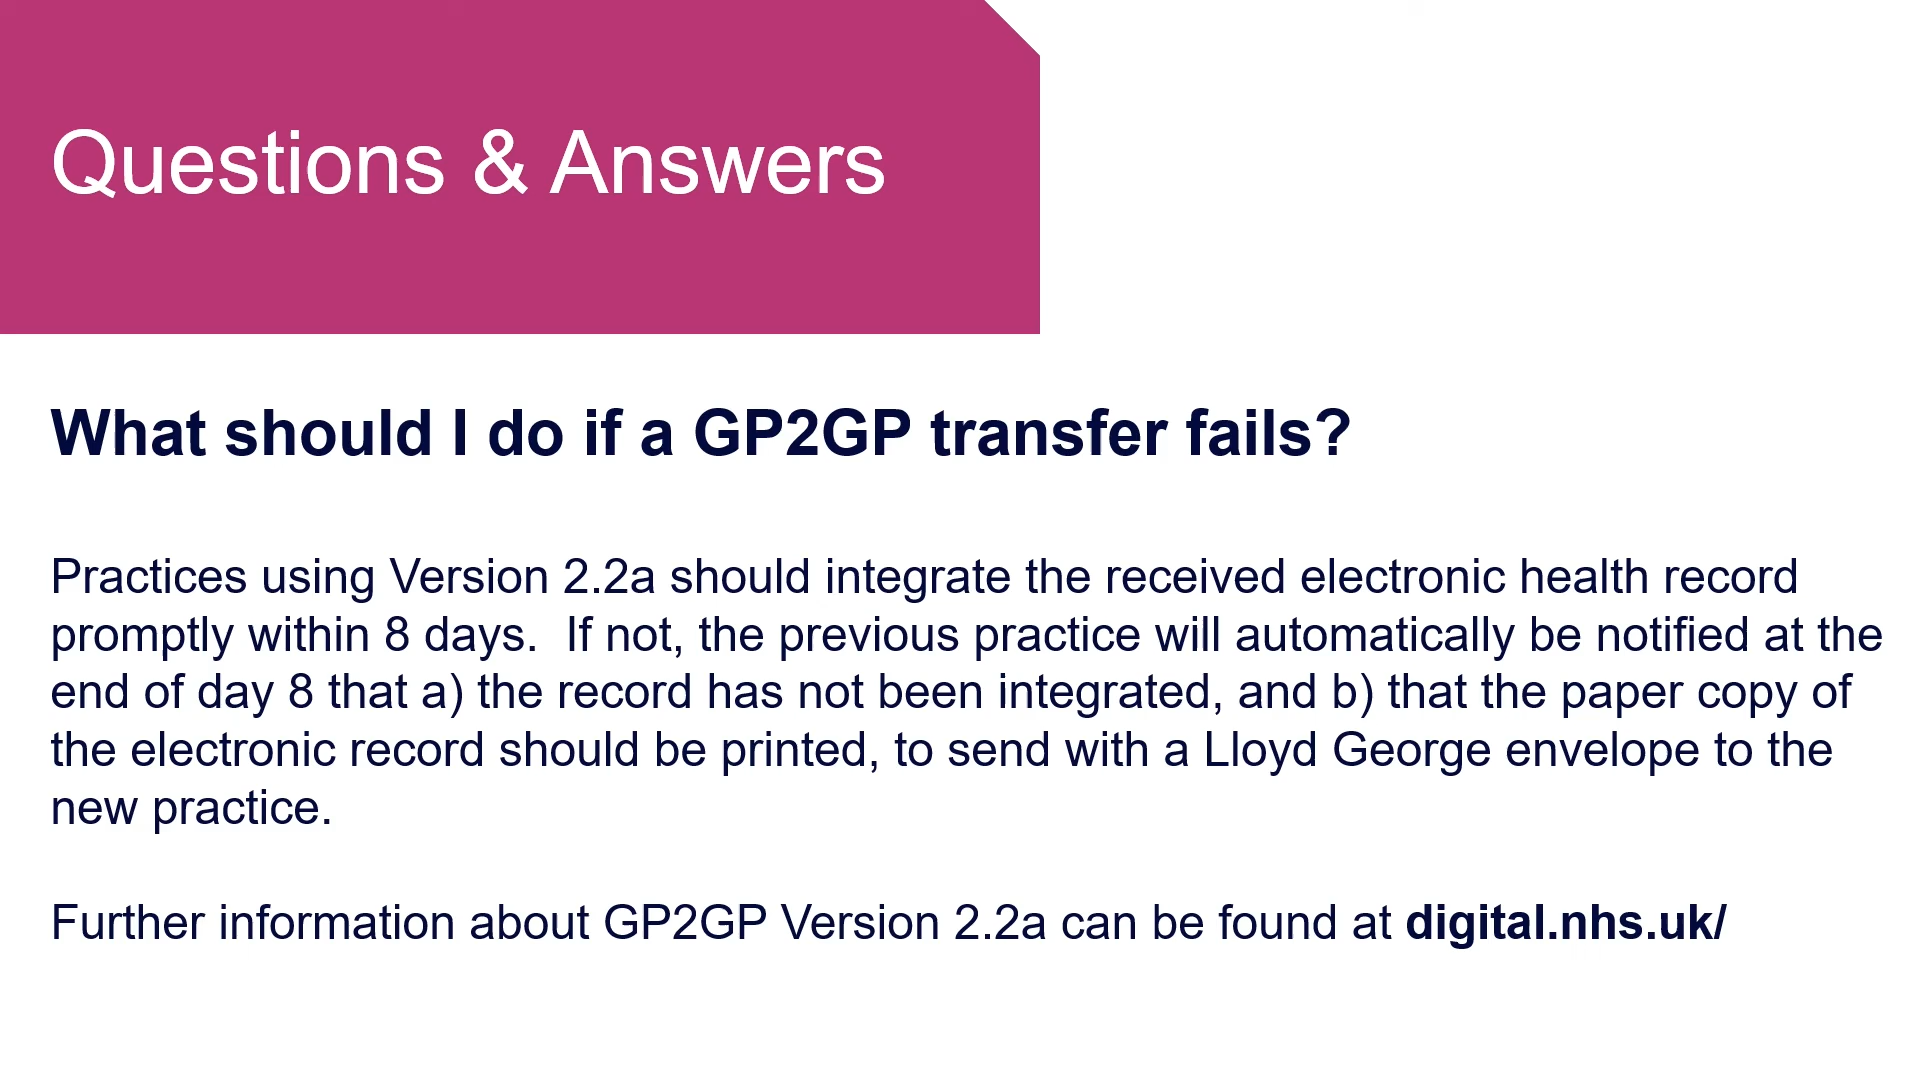 Questions & Answers
What should I do if a GP2GP transfer fails?
Practices using Version 2.2a should integrate the received electronic health record
promptly within 8 days.  If not, the previous practice will automatically be notified at the
end of day 8 that a) the record has not been integrated, and b) that the paper copy of
the electronic record should be printed, to send with a Lloyd George envelope to the
new practice.
Further information about GP2GP Version 2.2a can be found at digital.nhs.uk/